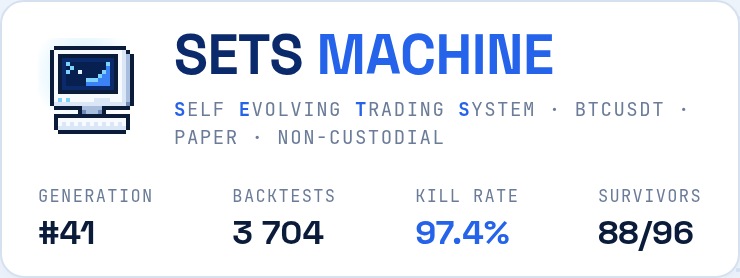 SETS MACHINE
SELF EVOLVING TRADING SYSTEM · BTCUSDT ·
PAPER · NON-CUSTODIAL
GENERATION BACKTESTS KILL RATE SURVIVORS
#41 3 704 97.4% 88/96